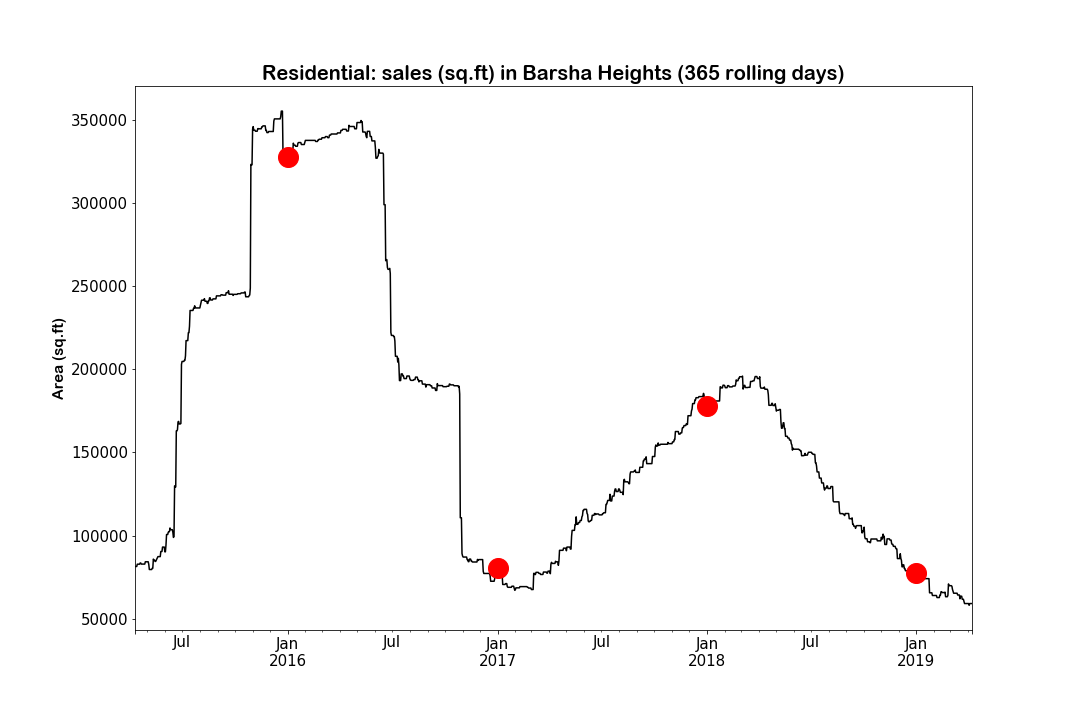 Residential: sales (sq.ft) in Barsha Heights (365 rolling days)
Area (sq.ft)
350000
300000
250000
200000
150000
100000
50000
Jul
Jan
2016
Jul
Jan
2017
Jul
Jan
2018
Jul
Jan
2019